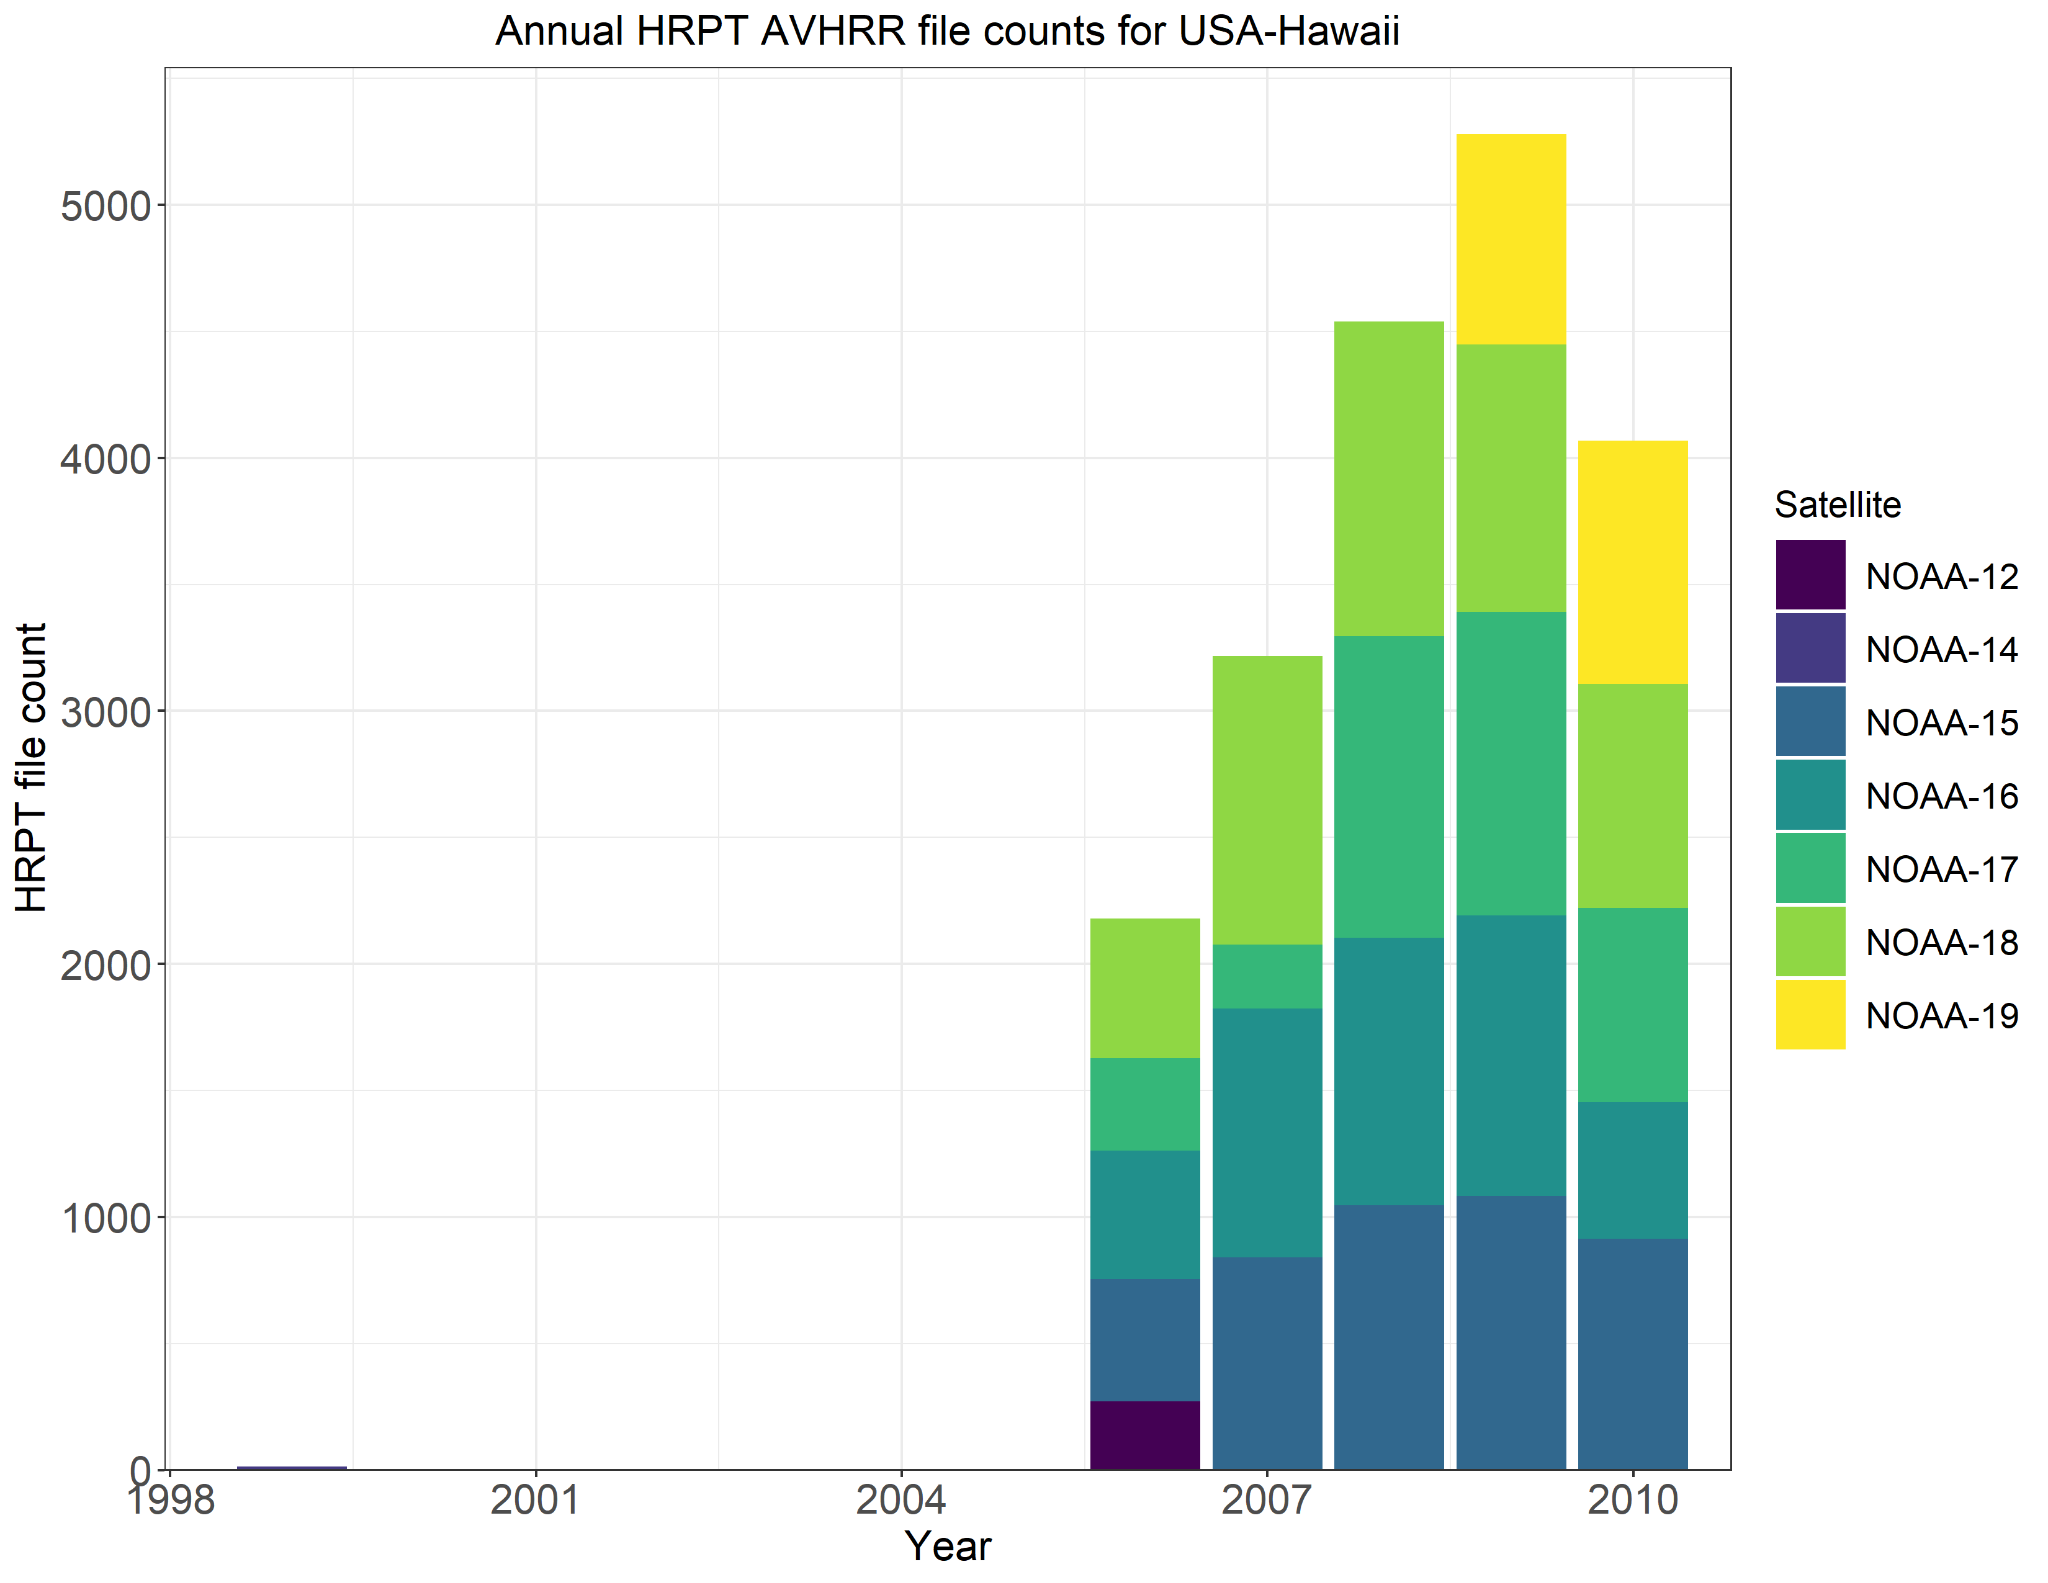 Annual HRPT AVHRR file counts for USA-Hawaii
HRPT file count
5000
4000
3000
2000
1000
0
1998
2001
2004
2007
2010
Year
Satellite
NOAA-12
NOAA-14
NOAA-15
NOAA-16
NOAA-17
NOAA-18
NOAA-19